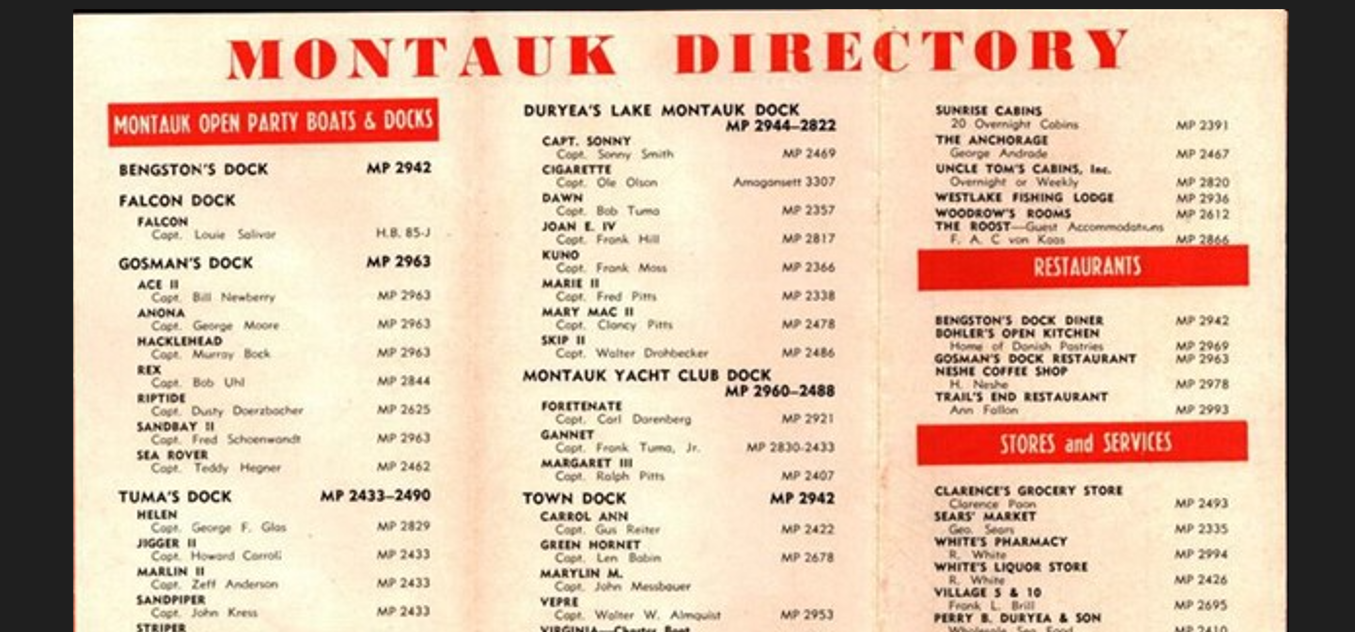 MONTAUK DIRECTORY
MONTAUK OPEN PARTY BOATS & DOCKS
BENGSTON'S DOCK MP 2942
FALCON DOCK
FALCON
Capt. Louie Salivar H.B. 85-J
GOSMAN'S DOCK MP 2963
ACE II
Capt. Bill Newberry MP 2963
ANONA
Capt. George Moore MP 2963
HACKLEHEAD
Capt. Murray Bock MP 2963
REX
Capt. Bob Uhl MP 2844
RIPTIDE
Capt. Dusty Doerzbacher MP 2625
SANDBAY II
Capt. Fred Schoenwandt MP 2963
SEA ROVER
Capt. Teddy Hegner MP 2462
TUMA'S DOCK MP 2433–2490
HELEN
Capt. George F. Glas MP 2829
JIGGER II
Capt. Howard Carroll MP 2433
MARLIN II
Capt. Zeff Anderson MP 2433
SANDPIPER
Capt. John Kress MP 2433
STRIPER
DURYEA'S LAKE MONTAUK DOCK
MP 2944–2822
CAPT. SONNY
Capt. Sonny Smith MP 2469
CIGARETTE
Capt. Ole Olson Amagansett 3307
DAWN
Capt. Bob Tuma MP 2357
JOAN E. IV
Capt. Frank Hill MP 2817
KUNO
Capt. Frank Moss MP 2366
MARIE II
Capt. Fred Pitts MP 2338
MARY MAC II
Capt. Clancy Pitts MP 2478
SKIP II
Capt. Walter Drohbecker MP 2486
MONTAUK YACHT CLUB DOCK
MP 2960–2488
FORETENATE
Capt. Carl Darenberg MP 2921
GANNET
Capt. Frank Tuma, Jr. MP 2830-2433
MARGARET III
Capt. Ralph Pitts MP 2407
TOWN DOCK MP 2942
CARROL ANN
Capt. Gus Reiter MP 2422
GREEN HORNET
Capt. Len Babin MP 2678
MARYLIN M.
Capt. John Messbauer
VEPRE
Capt. Walter W. Almquist MP 2953
VIRGINIA—Charter Boat
SUNRISE CABINS
20 Overnight Cabins MP 2391
THE ANCHORAGE
George Andrade MP 2467
UNCLE TOM'S CABINS, Inc.
Overnight or Weekly MP 2820
WESTLAKE FISHING LODGE MP 2936
WOODROW'S ROOMS MP 2612
THE ROOST—Guest Accommodations
F. A. C von Kaas MP 2866
RESTAURANTS
BENGSTON'S DOCK DINER MP 2942
BOHLER'S OPEN KITCHEN
Home of Danish Pastries MP 2969
GOSMAN'S DOCK RESTAURANT MP 2963
NESHE COFFEE SHOP
H. Neshe MP 2978
TRAIL'S END RESTAURANT
Ann Fallon MP 2993
STORES and SERVICES
CLARENCE'S GROCERY STORE
Clarence Poon MP 2493
SEARS' MARKET
Geo. Sears MP 2335
WHITE'S PHARMACY
R. White MP 2994
WHITE'S LIQUOR STORE
R. White MP 2426
VILLAGE 5 & 10
Frank L. Brill MP 2695
PERRY B. DURYEA & SON
Wholesale Sea Food MP 2410